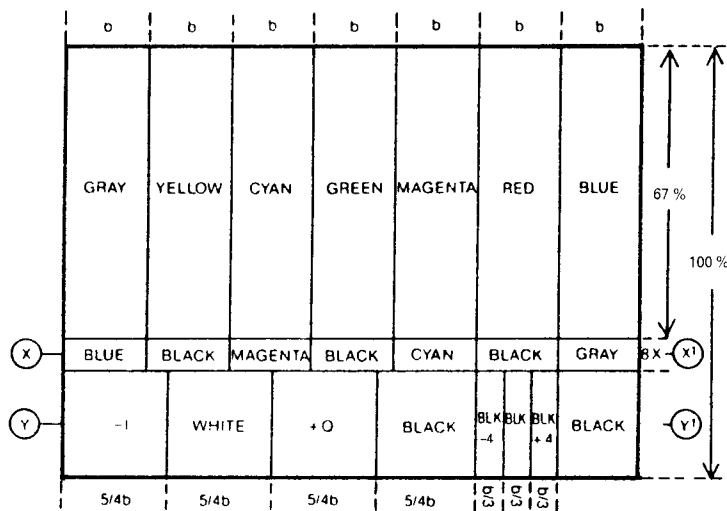 b b b b b b b
GRAY YELLOW CYAN GREEN MAGENTA RED BLUE
67 %
100 %
X BLUE BLACK MAGENTA BLACK CYAN BLACK GRAY 8 X X1
Y -I WHITE +Q BLACK BLK -4 BLK BLK +4 BLACK Y1
5/4b 5/4b 5/4b 5/4b b/3 b/3 b/3